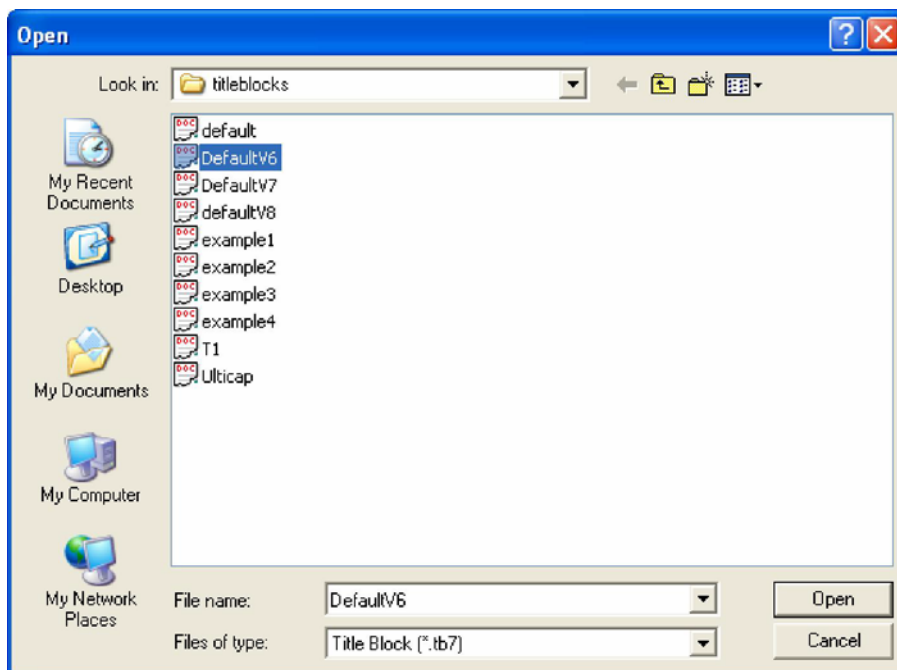 Open
Look in: titleblocks
My Recent
Documents
Desktop
My Documents
My Computer
My Network
Places
default
DefaultV6
DefaultV7
defaultV8
example1
example2
example3
example4
T1
Ulticap
File name: DefaultV6 Open
Files of type: Title Block (*.tb7) Cancel